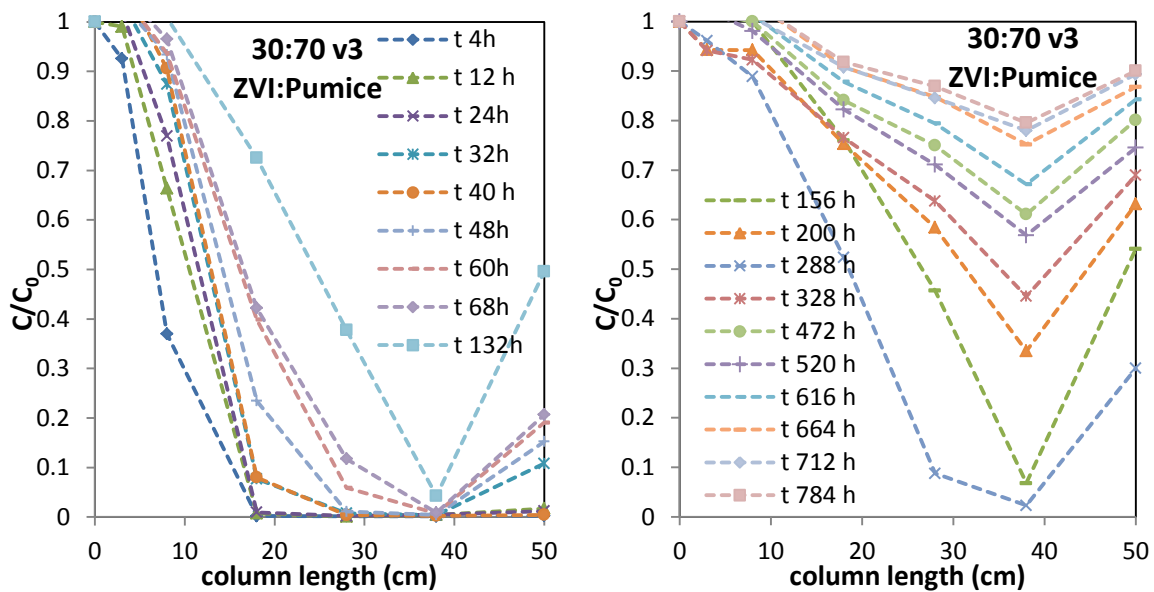 1
0.9
0.8
0.7
0.6
0.5
0.4
0.3
0.2
0.1
0
C/C0
30:70 v3
ZVI:Pumice
t 4h
t 12 h
t 24h
t 32h
t 40 h
t 48h
t 60h
t 68h
t 132h
0 10 20 30 40 50
column length (cm)
1
0.9
0.8
0.7
0.6
0.5
0.4
0.3
0.2
0.1
0
C/C0
30:70 v3
ZVI:Pumice
t 156 h
t 200 h
t 288 h
t 328 h
t 472 h
t 520 h
t 616 h
t 664 h
t 712 h
t 784 h
0 10 20 30 40 50
column length (cm)